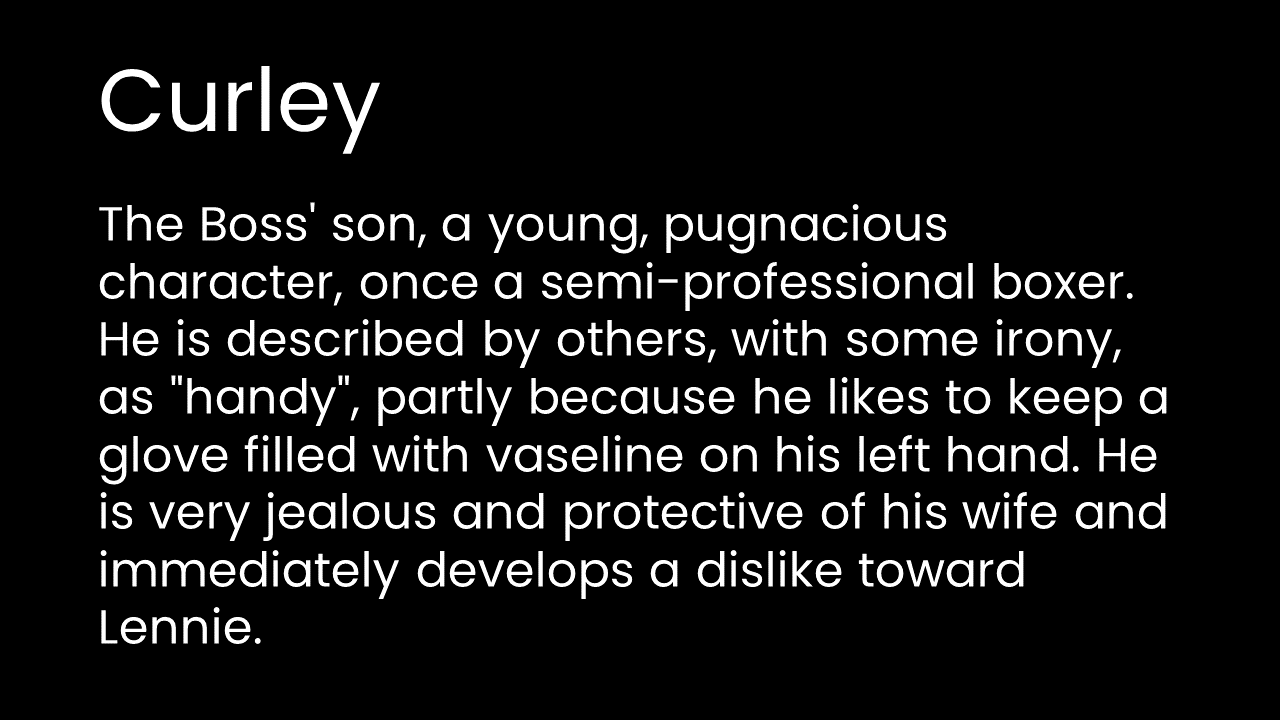 Curley
The Boss' son, a young, pugnacious
character, once a semi-professional boxer.
He is described by others, with some irony,
as "handy", partly because he likes to keep a
glove filled with vaseline on his left hand. He
is very jealous and protective of his wife and
immediately develops a dislike toward
Lennie.